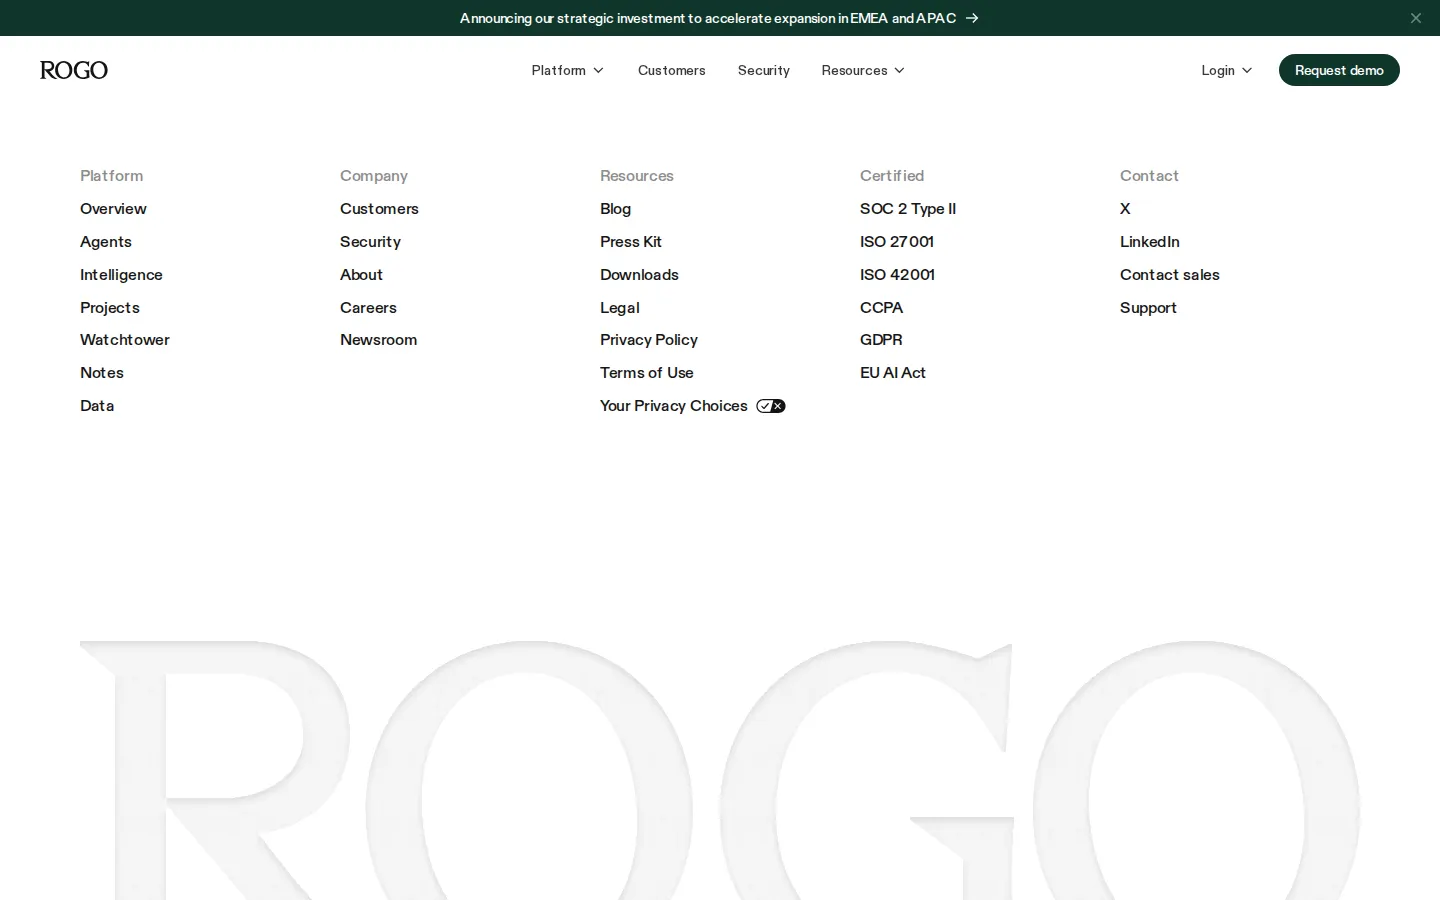 Announcing our strategic investment to accelerate expansion in EMEA and APAC
ROGO
Platform
Customers
Security
Resources
Login
Request demo
Platform
Overview
Agents
Intelligence
Projects
Watchtower
Notes
Data
Company
Customers
Security
About
Careers
Newsroom
Resources
Blog
Press Kit
Downloads
Legal
Privacy Policy
Terms of Use
Your Privacy Choices
Certified
SOC 2 Type II
ISO 27001
ISO 42001
CCPA
GDPR
EU AI Act
Contact
X
LinkedIn
Contact sales
Support
ROGO